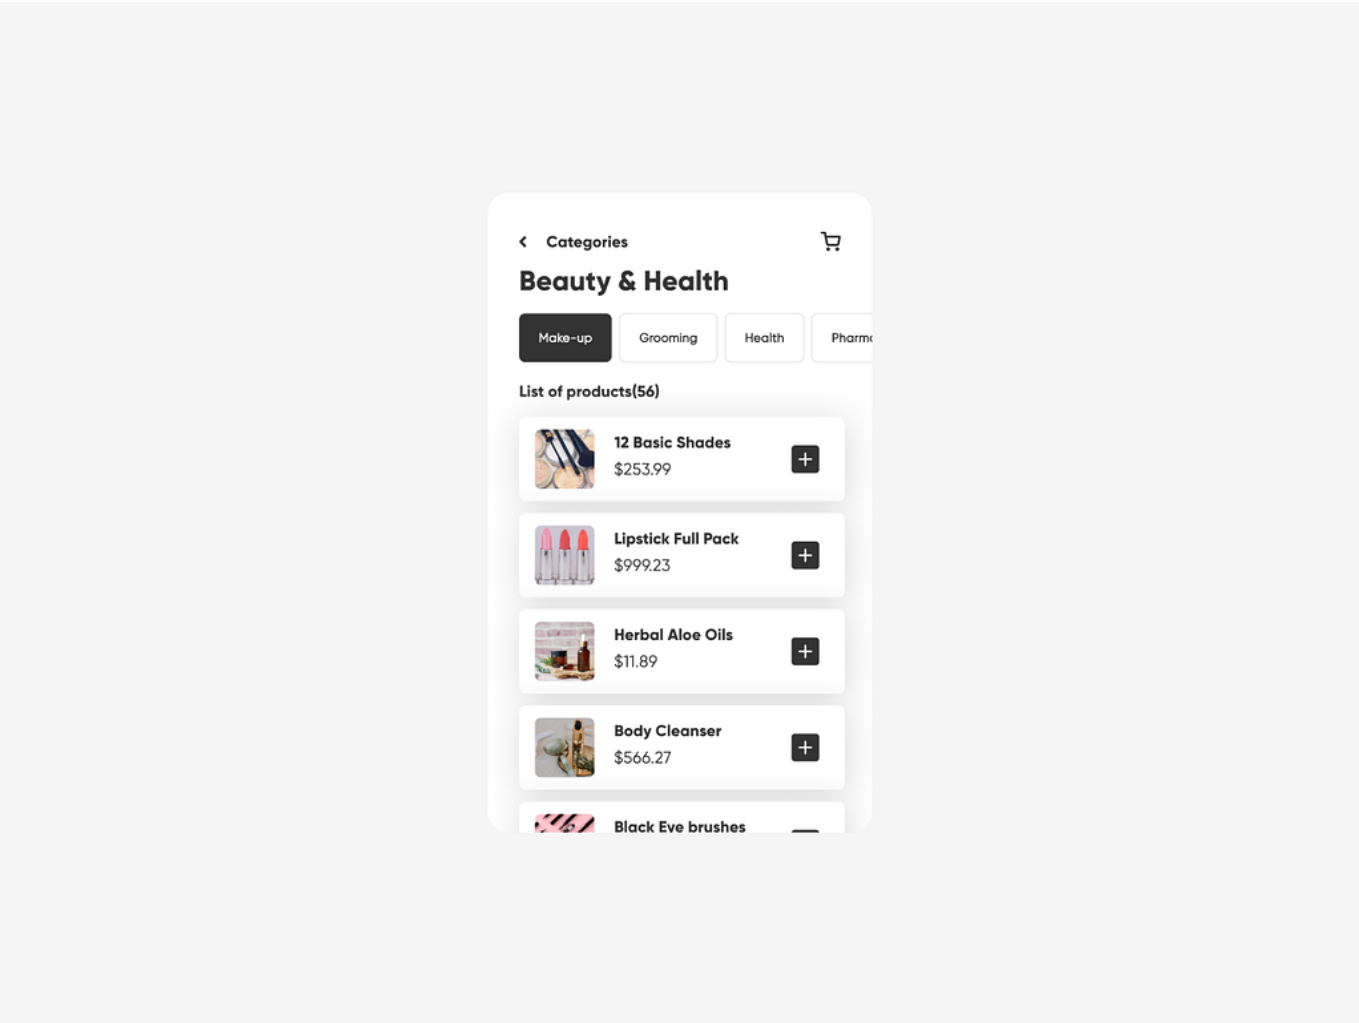 Categories
Beauty & Health
Make-up
Grooming
Health
List of products(56)
12 Basic Shades
$253.99
Lipstick Full Pack
$999.23
Herbal Aloe Oils
$11.89
Body Cleanser
$566.27
Black Eye brushes